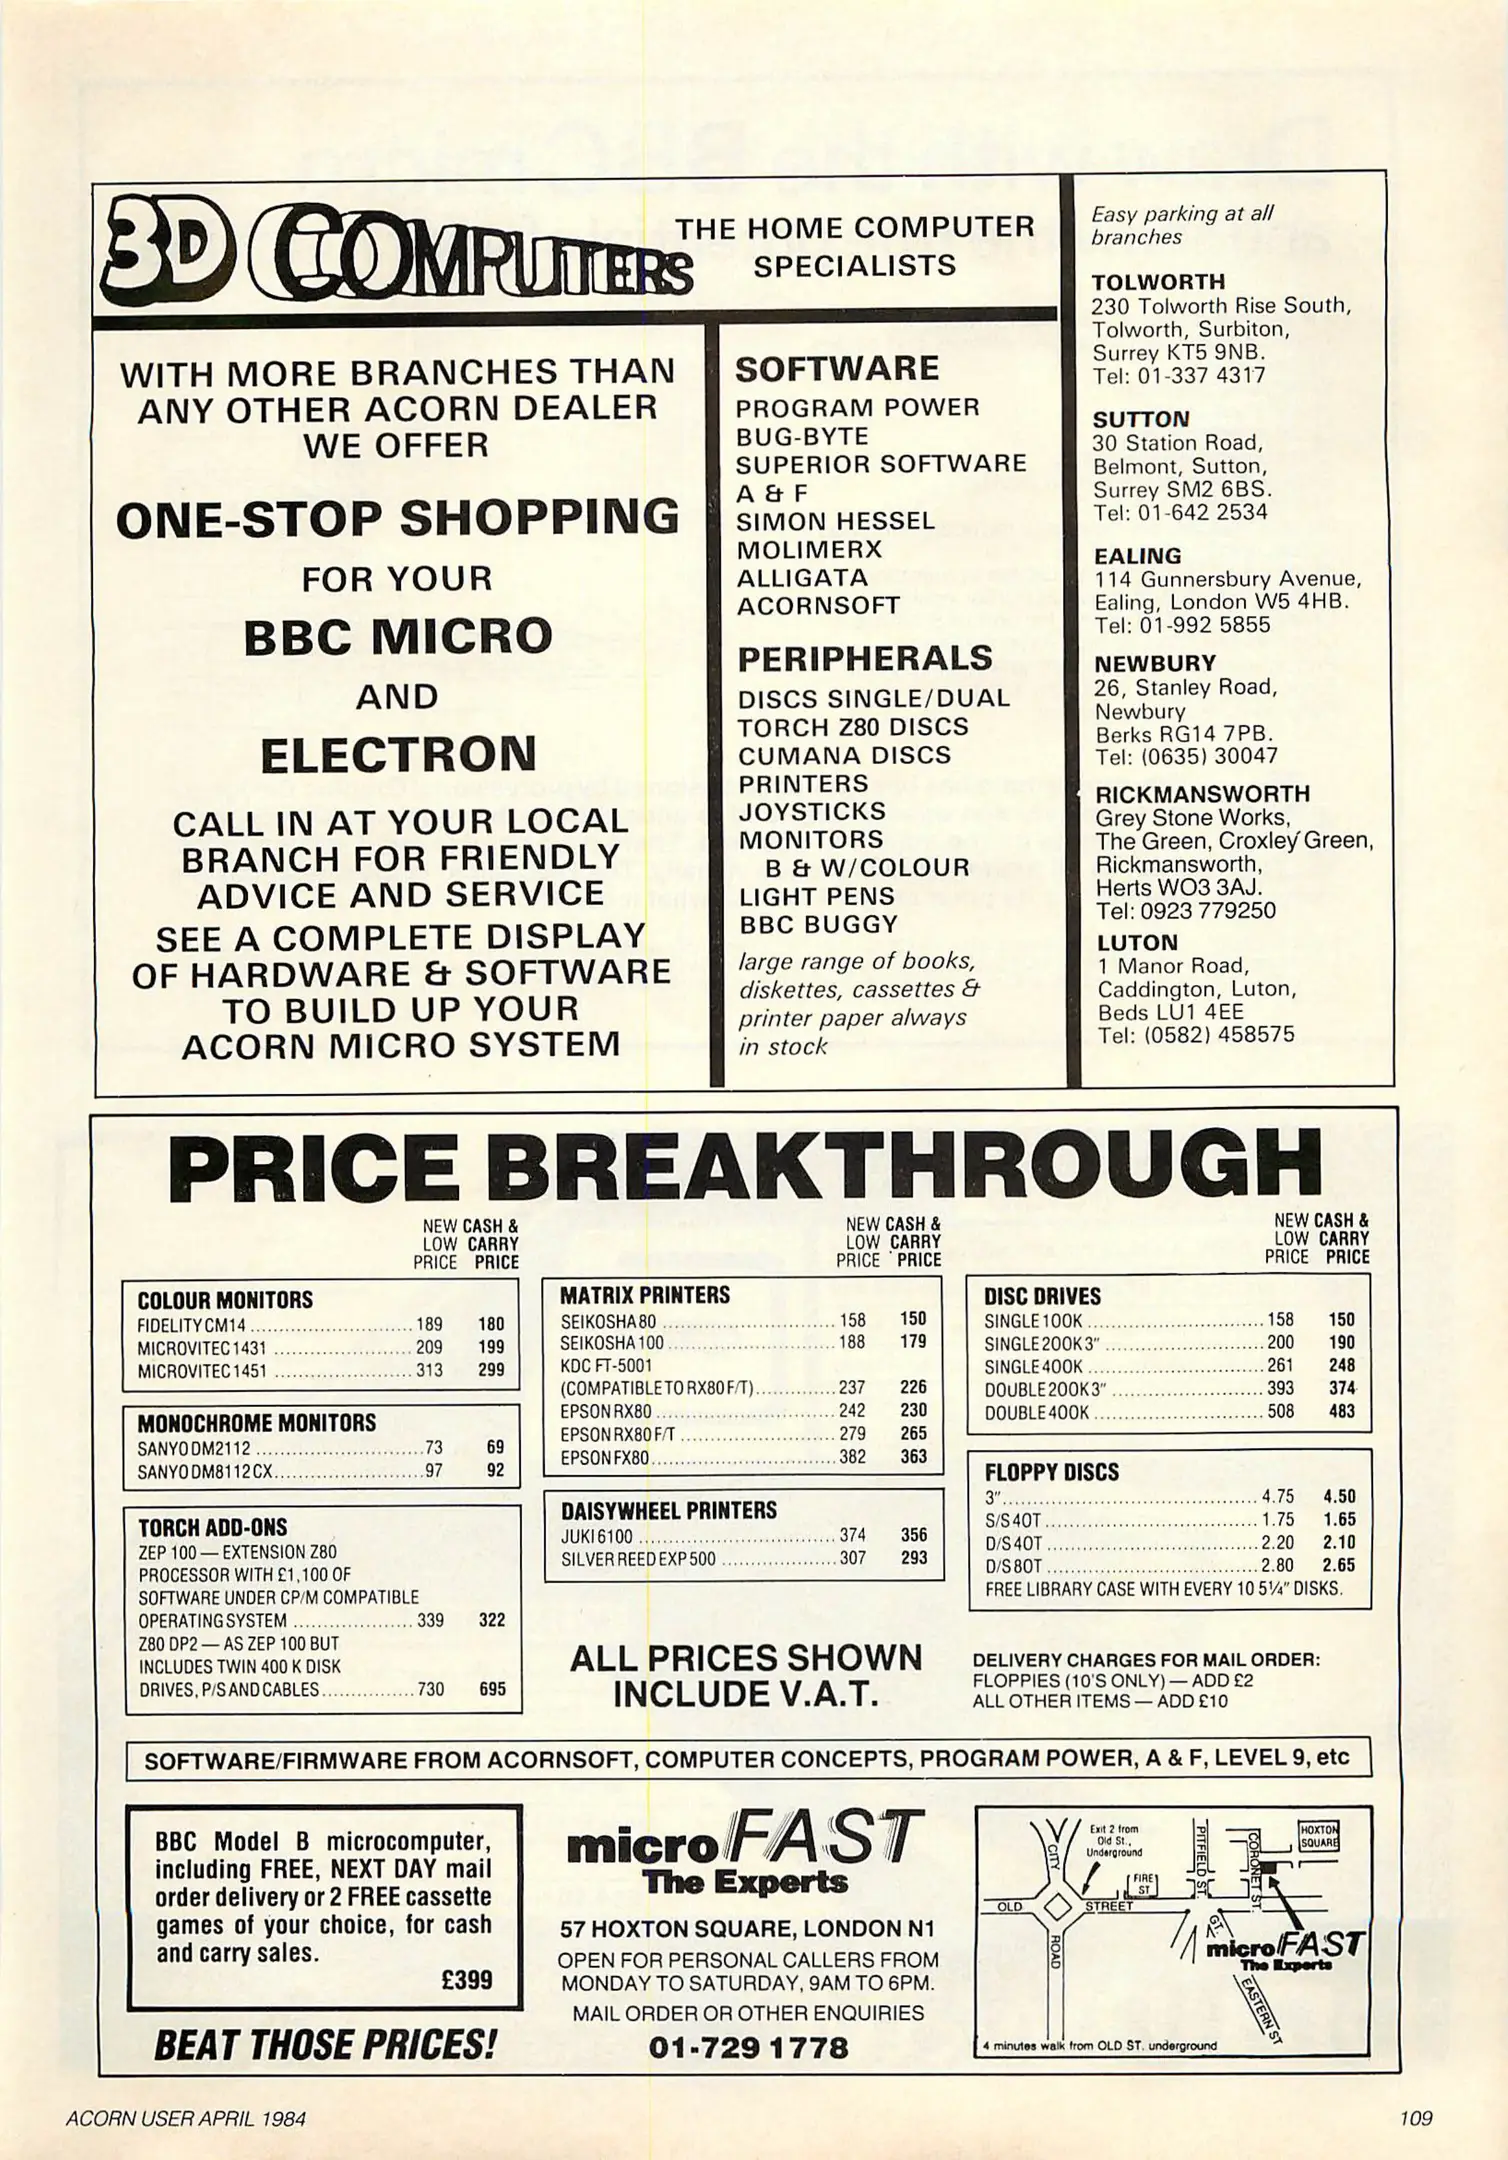 3D COMPUTERS
THE HOME COMPUTER
SPECIALISTS
WITH MORE BRANCHES THAN
ANY OTHER ACORN DEALER
WE OFFER
ONE-STOP SHOPPING
FOR YOUR
BBC MICRO
AND
ELECTRON
CALL IN AT YOUR LOCAL
BRANCH FOR FRIENDLY
ADVICE AND SERVICE
SEE A COMPLETE DISPLAY
OF HARDWARE & SOFTWARE
TO BUILD UP YOUR
ACORN MICRO SYSTEM
SOFTWARE
PROGRAM POWER
BUG-BYTE
SUPERIOR SOFTWARE
A & F
SIMON HESSEL
MOLIMERX
ALLIGATA
ACORNSOFT
PERIPHERALS
DISCS SINGLE/DUAL
TORCH Z80 DISCS
CUMANA DISCS
PRINTERS
JOYSTICKS
MONITORS
B & W/COLOUR
LIGHT PENS
BBC BUGGY
large range of books,
diskettes, cassettes &
printer paper always
in stock
Easy parking at all
branches
TOLWORTH
230 Tolworth Rise South,
Tolworth, Surbiton,
Surrey KT5 9NB.
Tel: 01-337 4317
SUTTON
30 Station Road,
Belmont, Sutton,
Surrey SM2 6BS.
Tel: 01-642 2534
EALING
114 Gunnersbury Avenue,
Ealing, London W5 4HB.
Tel: 01-992 5855
NEWBURY
26, Stanley Road,
Newbury
Berks RG14 7PB.
Tel: (0635) 30047
RICKMANSWORTH
Grey Stone Works,
The Green, Croxley Green,
Rickmansworth,
Herts WO3 3AJ.
Tel: 0923 779250
LUTON
1 Manor Road,
Caddington, Luton,
Beds LU1 4EE
Tel: (0582) 458575
PRICE BREAKTHROUGH
NEW CASH &
LOW CARRY
PRICE PRICE
COLOUR MONITORS
FIDELITY CM14 ........ 189 180
MICROVITEC 1431 ........ 209 199
MICROVITEC 1451 ........ 313 299
MONOCHROME MONITORS
SANYO DM2112 ........ 73 69
SANYO DM8112CX ........ 97 92
TORCH ADD-ONS
ZEP 100 — EXTENSION Z80
PROCESSOR WITH £1,100 OF
SOFTWARE UNDER CP/M COMPATIBLE
OPERATING SYSTEM ........ 339 322
Z80 DP2 — AS ZEP 100 BUT
INCLUDES TWIN 400 K DISK
DRIVES, P/S AND CABLES ........ 730 695
NEW CASH &
LOW CARRY
PRICE PRICE
MATRIX PRINTERS
SEIKOSHA 80 ........ 158 150
SEIKOSHA 100 ........ 188 179
KDC FT-5001
(COMPATIBLE TO RX80 F/T) ........ 237 226
EPSON RX80 ........ 242 230
EPSON RX80 F/T ........ 279 265
EPSON FX80 ........ 382 363
DAISYWHEEL PRINTERS
JUKI 6100 ........ 374 356
SILVER REED EXP 500 ........ 307 293
ALL PRICES SHOWN
INCLUDE V.A.T.
NEW CASH &
LOW CARRY
PRICE PRICE
DISC DRIVES
SINGLE 100K ........ 158 150
SINGLE 200K 3" ........ 200 190
SINGLE 400K ........ 261 248
DOUBLE 200K 3" ........ 393 374
DOUBLE 400K ........ 508 483
FLOPPY DISCS
3" ........ 4.75 4.50
S/S 40T ........ 1.75 1.65
D/S 40T ........ 2.20 2.10
D/S 80T ........ 2.80 2.65
FREE LIBRARY CASE WITH EVERY 10 5¼" DISKS.
DELIVERY CHARGES FOR MAIL ORDER:
FLOPPIES (10'S ONLY) — ADD £2
ALL OTHER ITEMS — ADD £10
SOFTWARE/FIRMWARE FROM ACORNSOFT, COMPUTER CONCEPTS, PROGRAM POWER, A & F, LEVEL 9, etc
BBC Model B microcomputer,
including FREE, NEXT DAY mail
order delivery or 2 FREE cassette
games of your choice, for cash
and carry sales.
£399
BEAT THOSE PRICES!
microFAST
The Experts
57 HOXTON SQUARE, LONDON N1
OPEN FOR PERSONAL CALLERS FROM
MONDAY TO SATURDAY, 9AM TO 6PM.
MAIL ORDER OR OTHER ENQUIRIES
01-729 1778
Exit 2 from
Old St.,
Underground
CITY
ROAD
OLD
STREET
FIRE
ST
PITFIELD ST.
CORONET ST.
HOXTON
SQUARE
GT.
EASTERN ST
microFAST
The Experts
4 minutes walk from OLD ST. underground
ACORN USER APRIL 1984
109